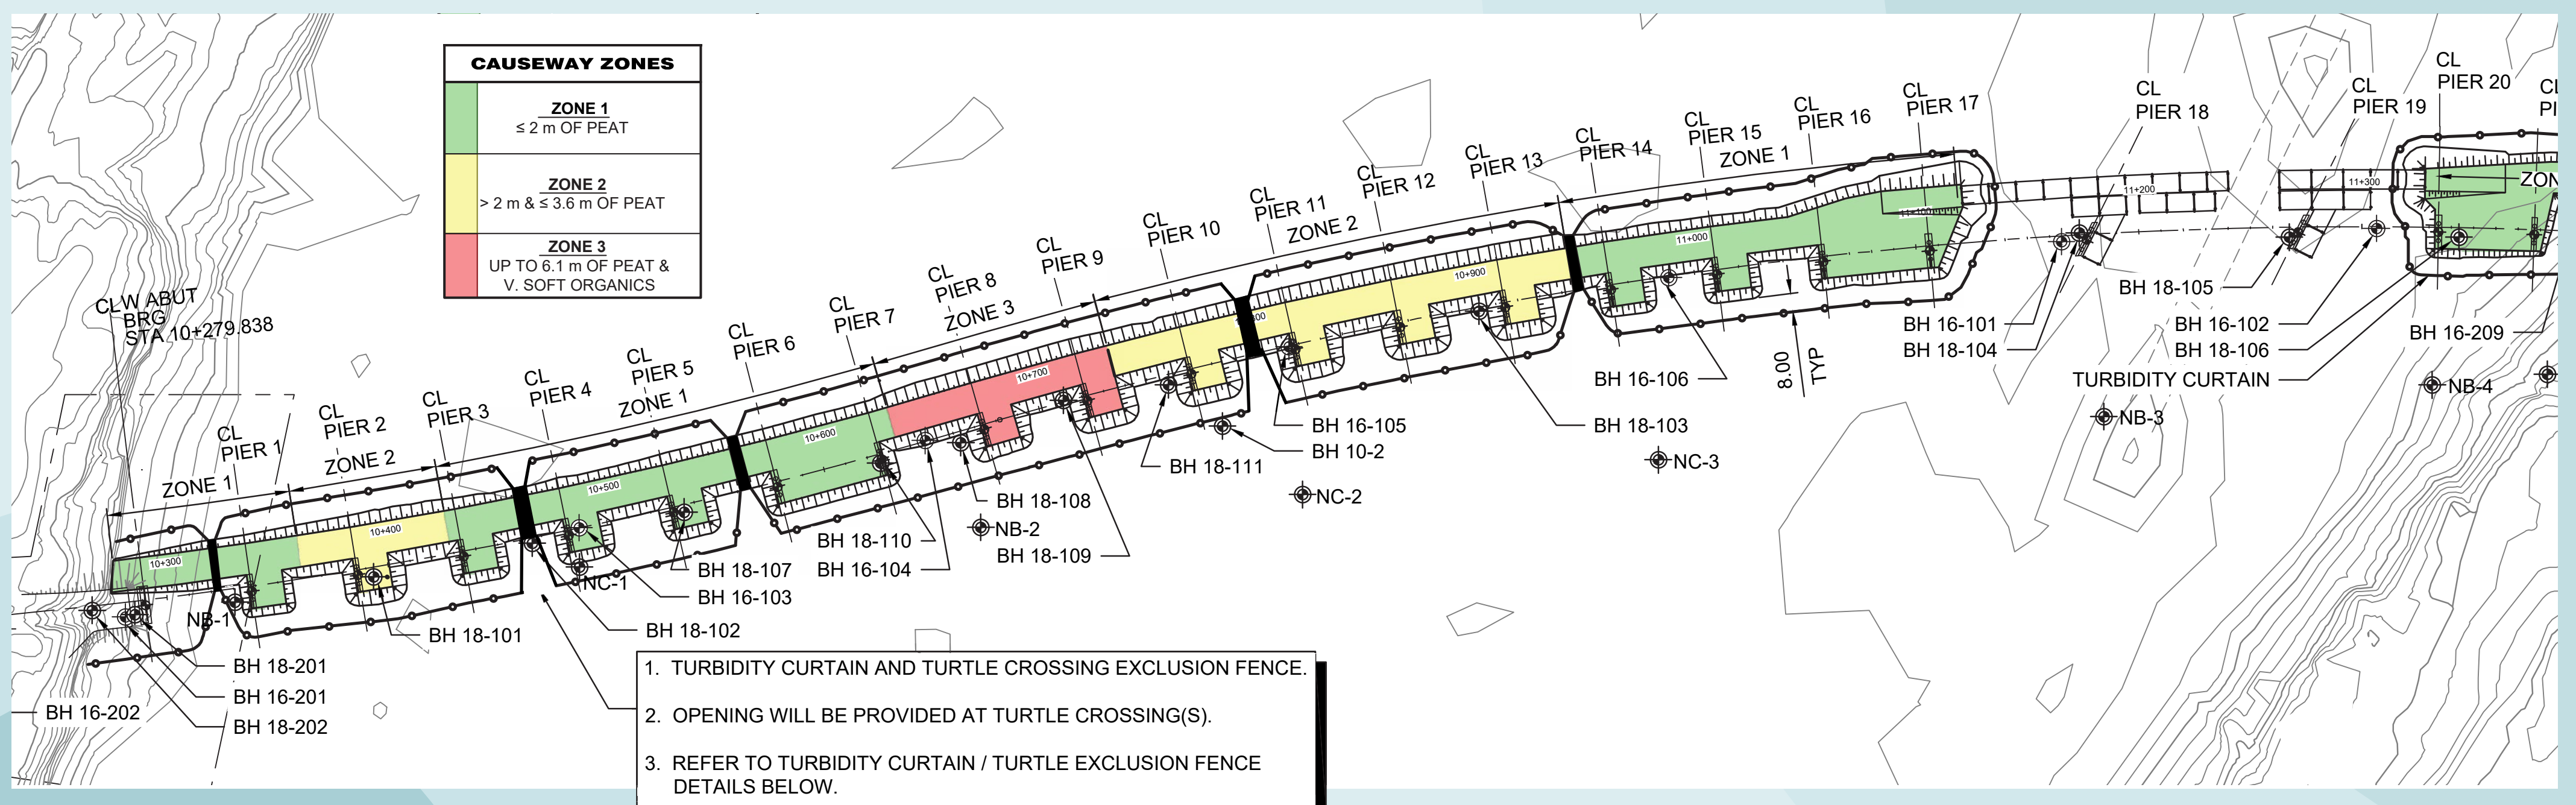 CAUSEWAY ZONES
ZONE 1
≤ 2 m OF PEAT
ZONE 2
> 2 m & ≤ 3.6 m OF PEAT
ZONE 3
UP TO 6.1 m OF PEAT &
V. SOFT ORGANICS
CL W ABUT
BRG
STA 10+279.838
CL
PIER 1
CL
PIER 2
CL
PIER 3
CL
PIER 4
CL
PIER 5
CL
PIER 6
CL
PIER 7
CL
PIER 8
CL
PIER 9
CL
PIER 10
CL
PIER 11
CL
PIER 12
CL
PIER 13
CL
PIER 14
CL
PIER 15
CL
PIER 16
CL
PIER 17
CL
PIER 18
CL
PIER 19
CL
PIER 20
CL
PI
ZONE 1
ZONE 2
ZONE 1
ZONE 3
ZONE 2
ZONE 1
ZON
10+300
10+400
10+500
10+600
10+700
10+900
11+000
11+100
11+200
11+300
NB-1
BH 18-201
BH 16-201
BH 18-202
BH 16-202
BH 18-101
NC-1
BH 18-102
BH 18-107
BH 16-103
BH 18-110
BH 16-104
BH 18-108
NB-2
BH 18-109
BH 18-111
BH 16-105
BH 10-2
NC-2
BH 18-103
BH 16-106
NC-3
8.00
TYP
BH 16-101
BH 18-104
BH 18-105
BH 16-102
BH 18-106
TURBIDITY CURTAIN
BH 16-209
NB-3
NB-4
1. TURBIDITY CURTAIN AND TURTLE CROSSING EXCLUSION FENCE.
2. OPENING WILL BE PROVIDED AT TURTLE CROSSING(S).
3. REFER TO TURBIDITY CURTAIN / TURTLE EXCLUSION FENCE
DETAILS BELOW.